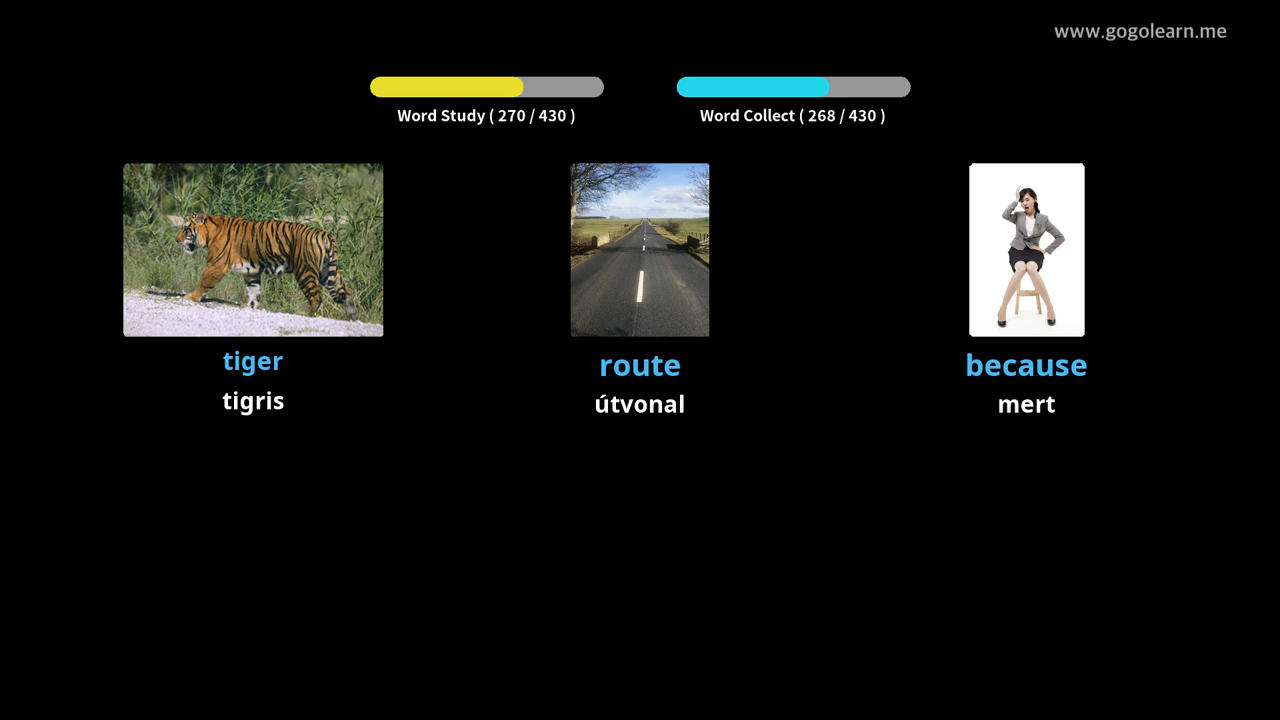 www.gogolearn.me
Word Study ( 270 / 430 )
Word Collect ( 268 / 430 )
tiger
tigris
route
útvonal
because
mert